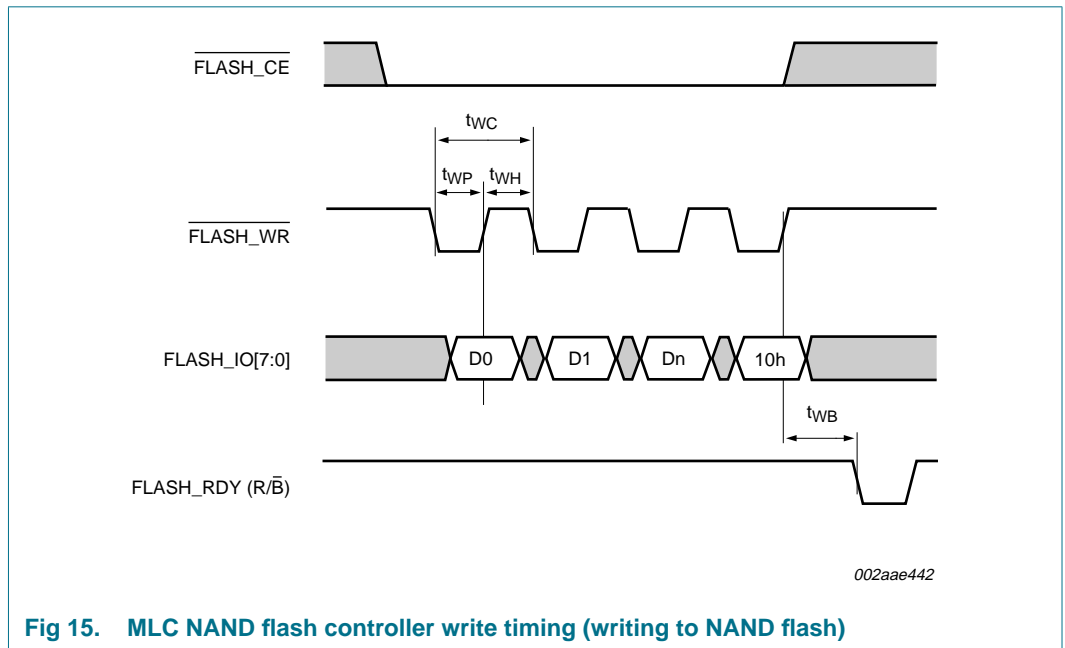 FLASH_CE
tWC
tWP tWH
FLASH_WR
FLASH_IO[7:0] D0 D1 Dn 10h
tWB
FLASH_RDY (R/B̅)
002aae442
Fig 15. MLC NAND flash controller write timing (writing to NAND flash)